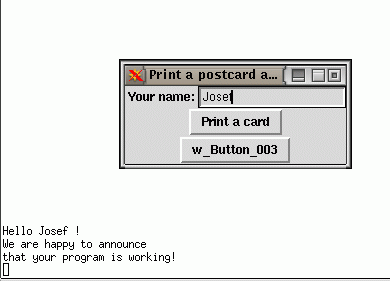 Print a postcard a...
Your name: Josef
Print a card
w_Button_003
Hello Josef !
We are happy to announce
that your program is working!